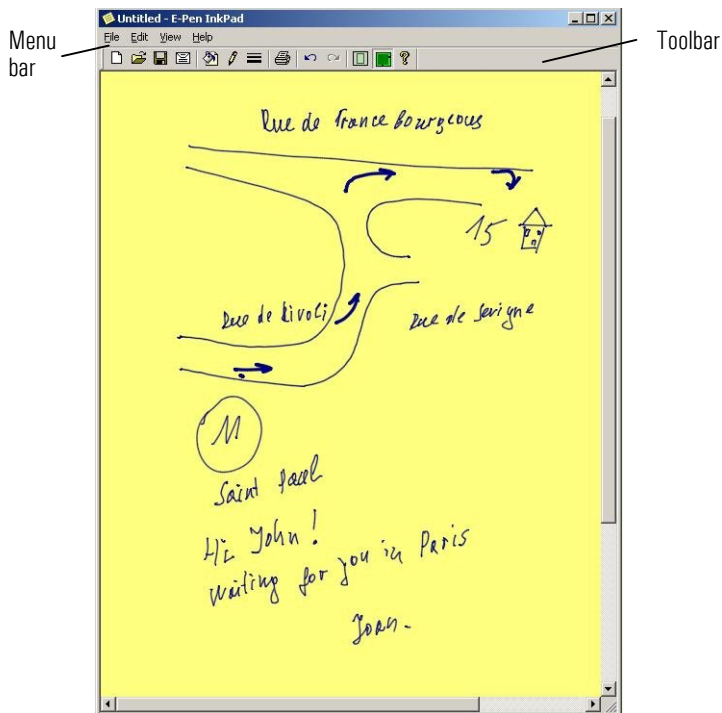 Untitled - E-Pen InkPad
File Edit View Help
Menu bar
Toolbar
Rue de france bourgeous
15
Rue de Rivoli
Rue de Sevigne
M
Saint Paul
Hi John!
Waiting for you in Paris
Joan.